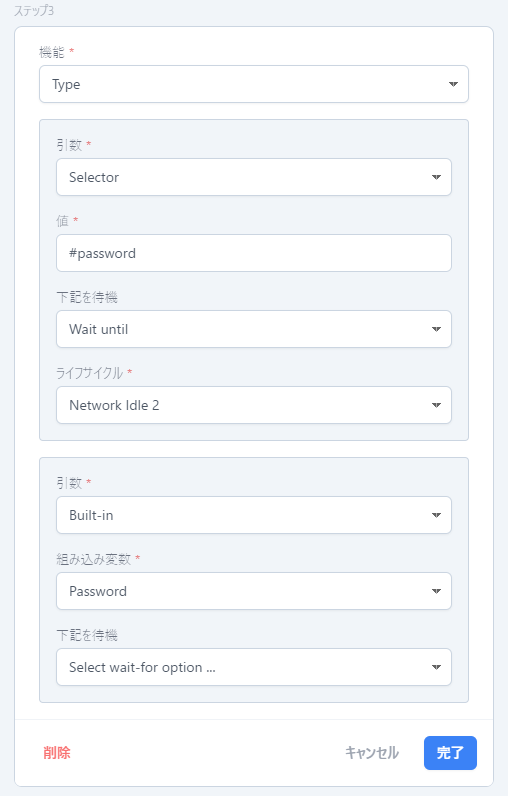 ステップ3
機能 *
Type
引数 *
Selector
値 *
#password
下記を待機
Wait until
ライフサイクル *
Network Idle 2
引数 *
Built-in
組み込み変数 *
Password
下記を待機
Select wait-for option ...
削除
キャンセル
完了